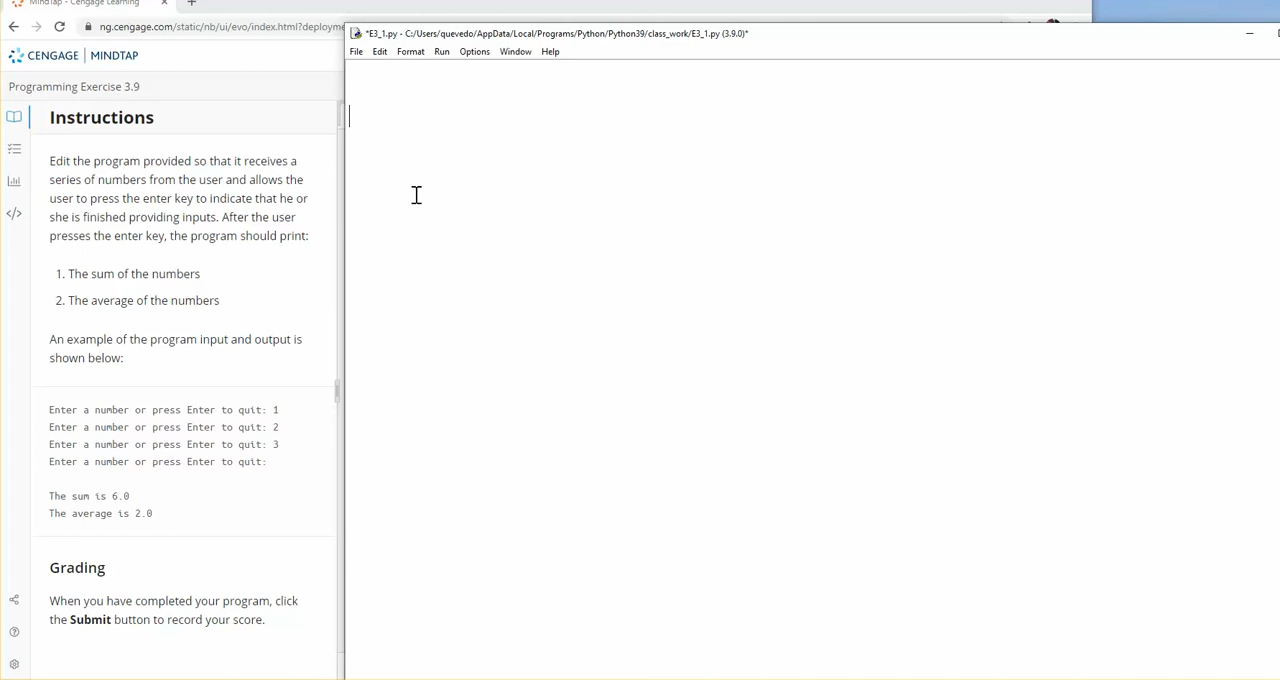 MindTap - Cengage Learning
ng.cengage.com/static/nb/ui/evo/index.html?deployme
*E3_1.py - C:/Users/quevedo/AppData/Local/Programs/Python/Python39/class_work/E3_1.py (3.9.0)*
File Edit Format Run Options Window Help
CENGAGE | MINDTAP
Programming Exercise 3.9
Instructions
Edit the program provided so that it receives a
series of numbers from the user and allows the
user to press the enter key to indicate that he or
she is finished providing inputs. After the user
presses the enter key, the program should print:
1. The sum of the numbers
2. The average of the numbers
An example of the program input and output is
shown below:
Enter a number or press Enter to quit: 1
Enter a number or press Enter to quit: 2
Enter a number or press Enter to quit: 3
Enter a number or press Enter to quit:
The sum is 6.0
The average is 2.0
Grading
When you have completed your program, click
the Submit button to record your score.